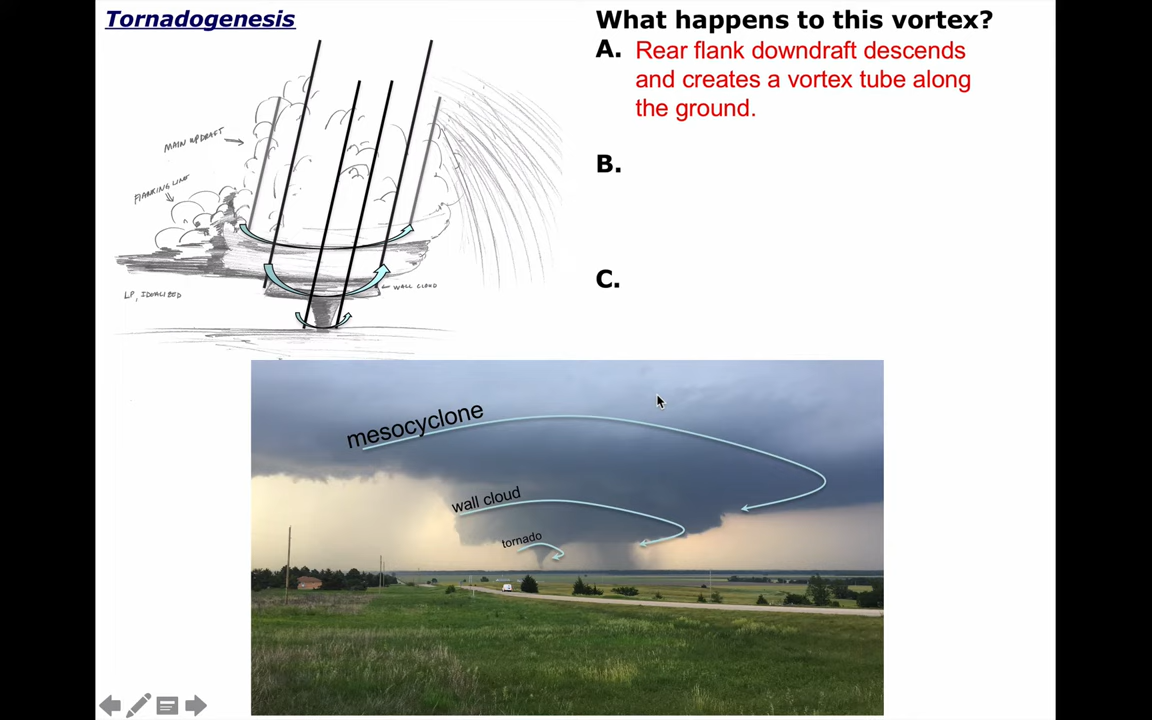 Tornadogenesis
What happens to this vortex?
A. Rear flank downdraft descends
and creates a vortex tube along
the ground.
B.
C.
MAIN UPDRAFT
FLANKING LINE
LP, IDEALIZED
WALL CLOUD
mesocyclone
wall cloud
tornado